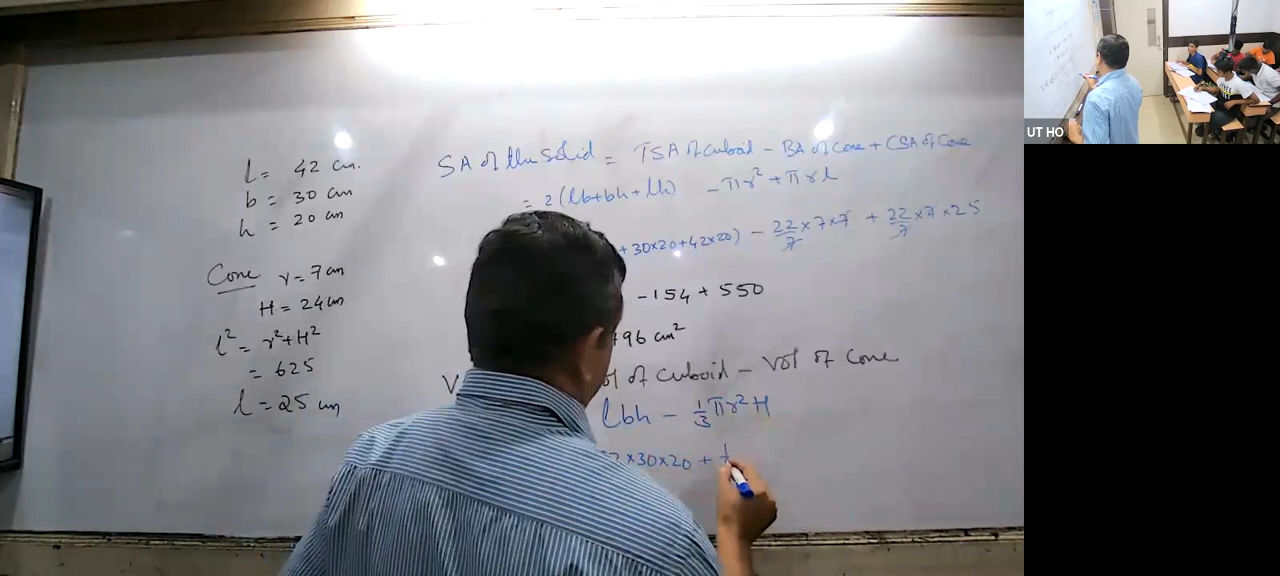 l = 42 cm.
b = 30 cm
h = 20 cm
Cone r = 7 cm
H = 24 cm
l² = r² + H²
= 625
l = 25 cm
SA of the Solid = TSA of cuboid - BA of cone + CSA of Cone
= 2(lb+bh+lh) - πr² + πrl
+ 30×20 + 42×20) - 22/7 × 7 × 7 + 22/7 × 7 × 25
- 154 + 550
96 cm²
V of cuboid - Vol of Cone
lbh - 1/3 πr²H
×30×20 +
UT HO